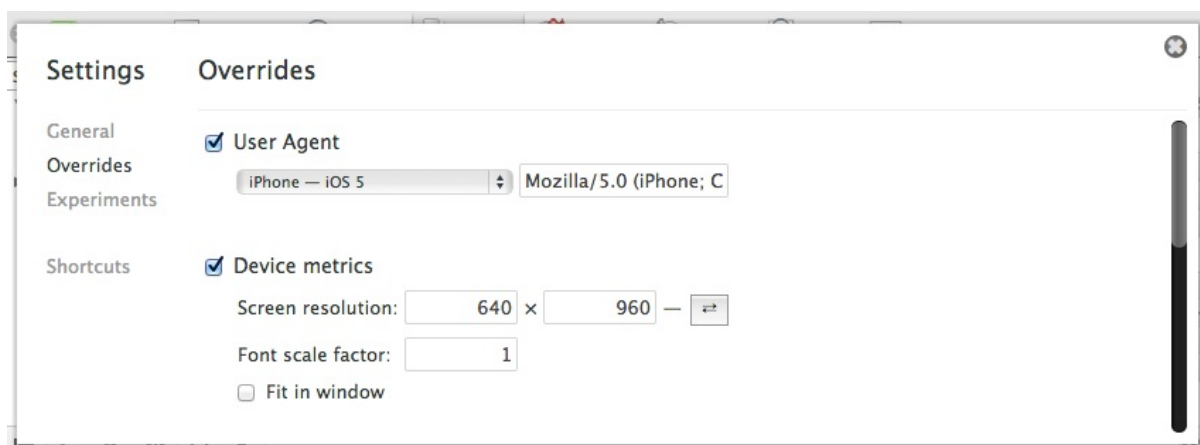 Settings
Overrides
General
Overrides
Experiments
Shortcuts
User Agent
iPhone — iOS 5
Mozilla/5.0 (iPhone; C
Device metrics
Screen resolution: 640 × 960 — ⇄
Font scale factor: 1
Fit in window